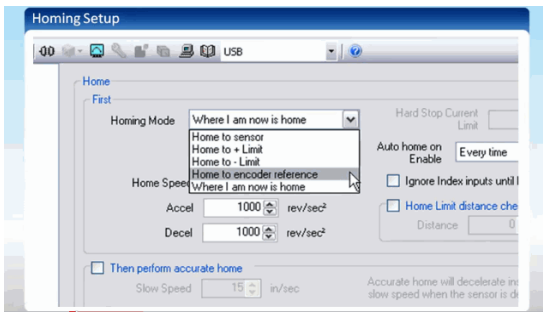 Homing Setup
USB
Home
First
Homing Mode
Where I am now is home
Home to sensor
Home to + Limit
Home to - Limit
Home to encoder reference
Where I am now is home
Home Speed
Accel 1000 rev/sec²
Decel 1000 rev/sec²
Hard Stop Current
Limit
Auto home on
Enable
Every time
Ignore Index inputs until
Home Limit distance che
Distance 0
Then perform accurate home
Slow Speed 15 in/sec
Accurate home will decelerate
slow speed when the sensor is